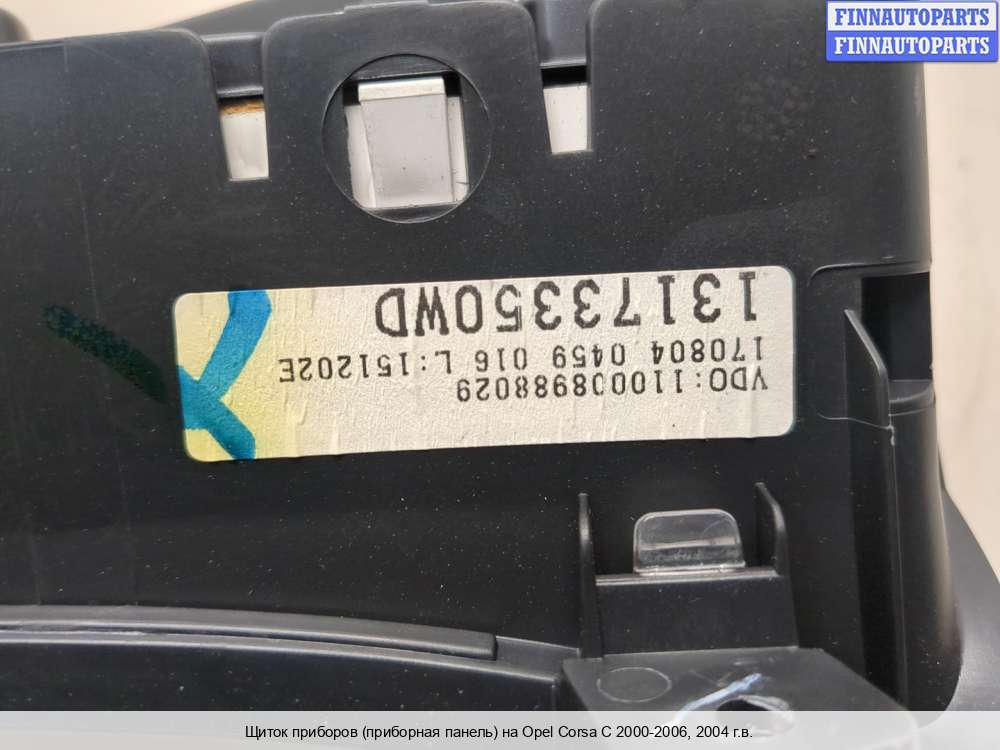 FINNAUTOPARTS
FINNAUTOPARTS
VDO:110008988029
170804 0459 016 L:151202E
13173350WD
Щиток приборов (приборная панель) на Opel Corsa C 2000-2006, 2004 г.в.